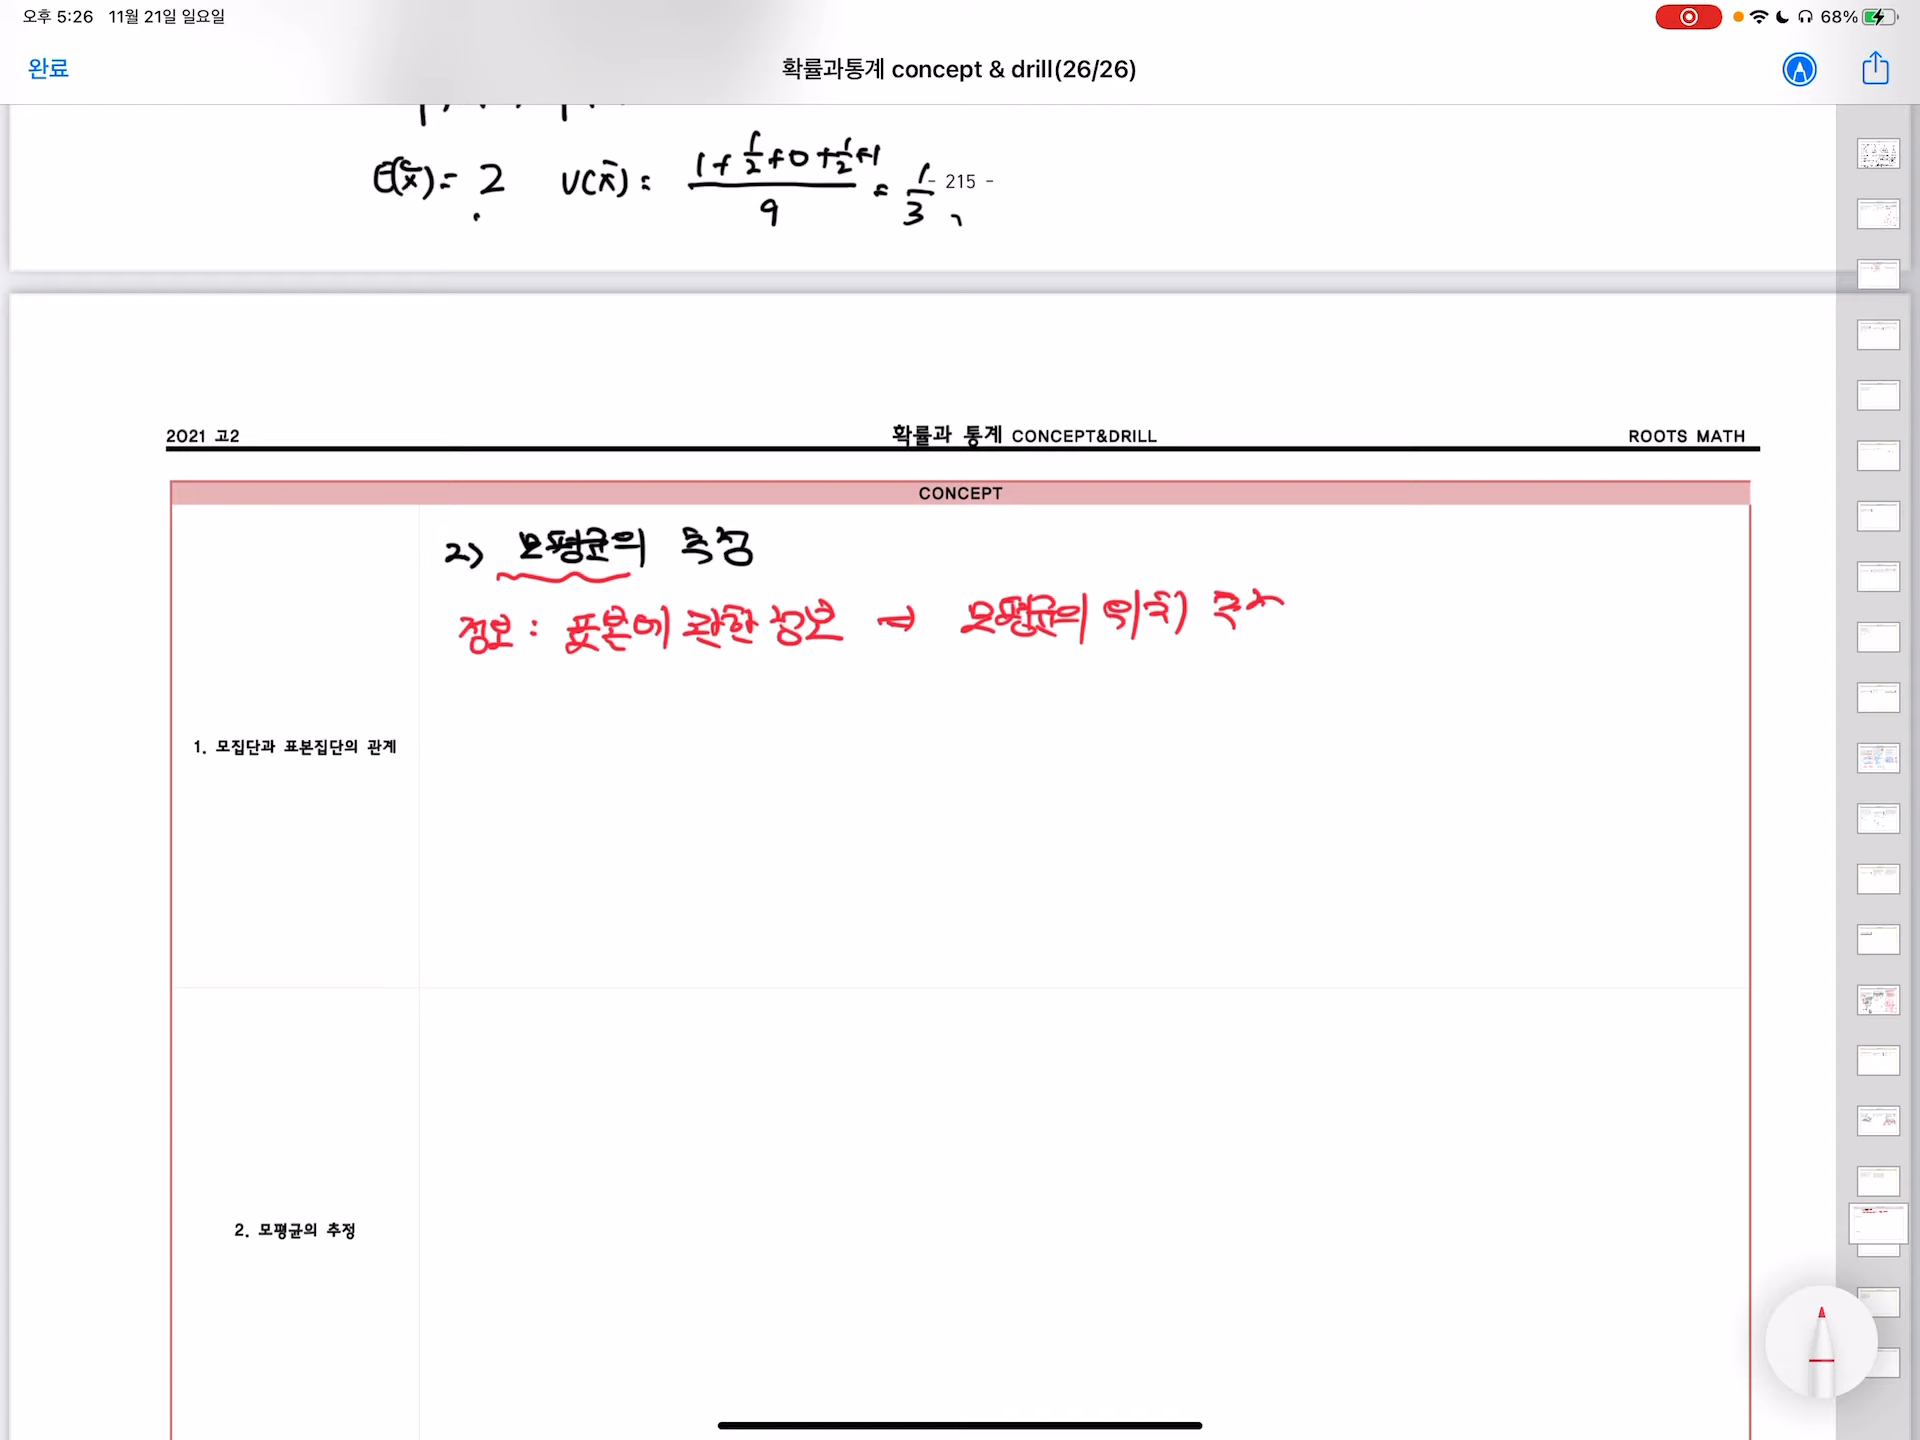 오후 5:26 11월 21일 일요일
68%
완료
확률과통계 concept & drill(26/26)
E(x̄)= 2 V(x̄)= (1+1/2+0+1/2+1)/9 = 1/3
- 215 -
2021 고2 확률과 통계 CONCEPT&DRILL ROOTS MATH
CONCEPT
2) 모평균의 추정
정보 : 표본에 관한 정보 ⇒ 모평균의 위치
1. 모집단과 표본집단의 관계
2. 모평균의 추정